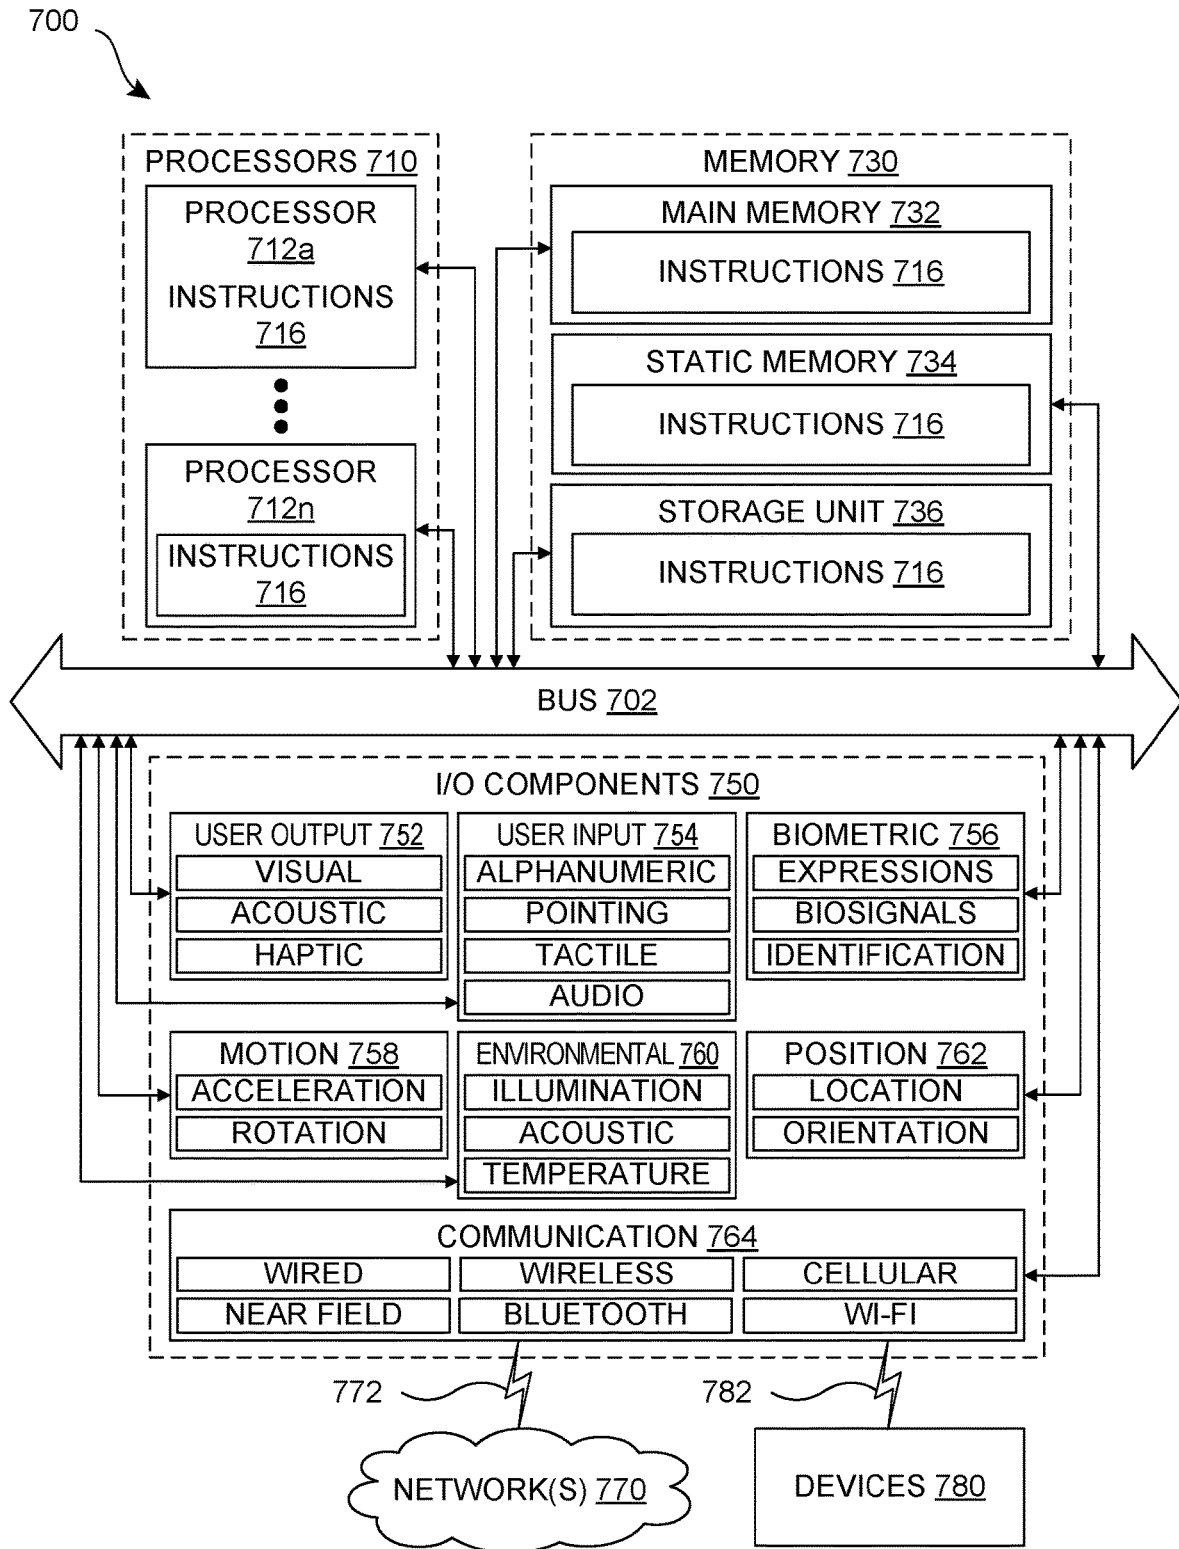 700
PROCESSORS 710
PROCESSOR
712a
INSTRUCTIONS
716
PROCESSOR
712n
INSTRUCTIONS
716
MEMORY 730
MAIN MEMORY 732
INSTRUCTIONS 716
STATIC MEMORY 734
INSTRUCTIONS 716
STORAGE UNIT 736
INSTRUCTIONS 716
BUS 702
I/O COMPONENTS 750
USER OUTPUT 752
VISUAL
ACOUSTIC
HAPTIC
USER INPUT 754
ALPHANUMERIC
POINTING
TACTILE
AUDIO
BIOMETRIC 756
EXPRESSIONS
BIOSIGNALS
IDENTIFICATION
MOTION 758
ACCELERATION
ROTATION
ENVIRONMENTAL 760
ILLUMINATION
ACOUSTIC
TEMPERATURE
POSITION 762
LOCATION
ORIENTATION
COMMUNICATION 764
WIRED
WIRELESS
CELLULAR
NEAR FIELD
BLUETOOTH
WI-FI
772
782
NETWORK(S) 770
DEVICES 780